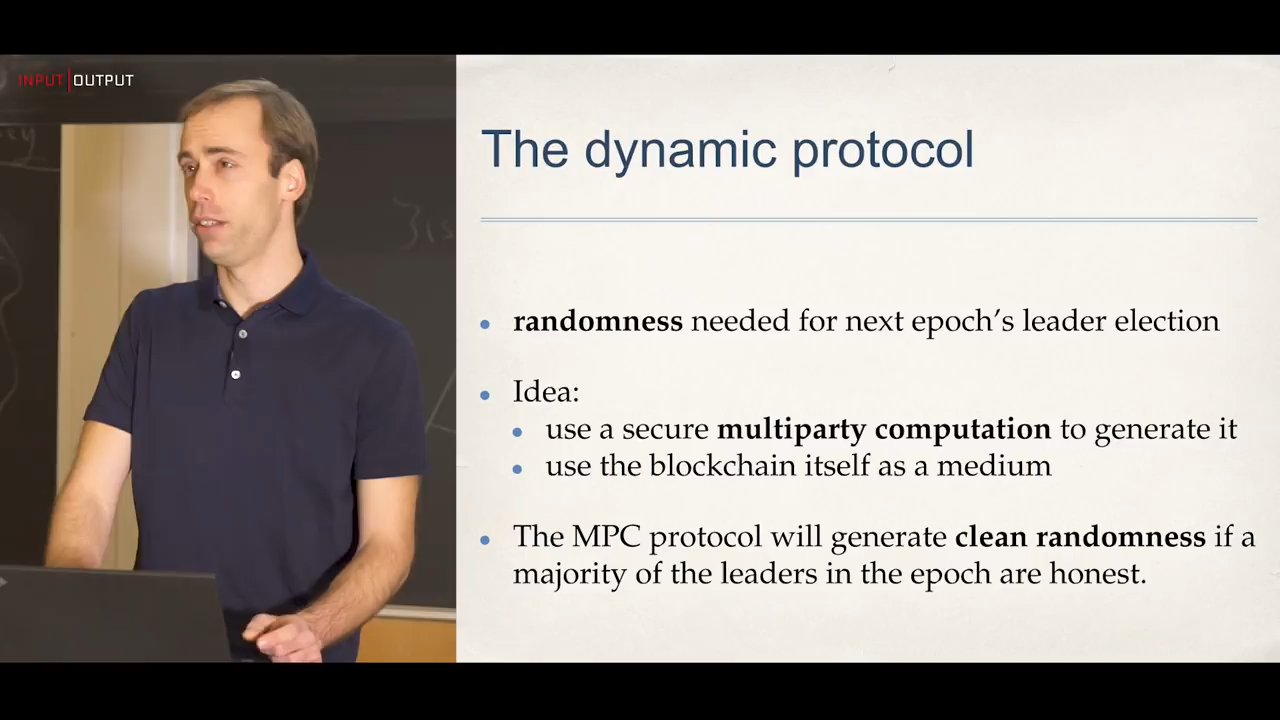 INPUT|OUTPUT
The dynamic protocol
• randomness needed for next epoch’s leader election
• Idea:
• use a secure multiparty computation to generate it
• use the blockchain itself as a medium
• The MPC protocol will generate clean randomness if a
majority of the leaders in the epoch are honest.